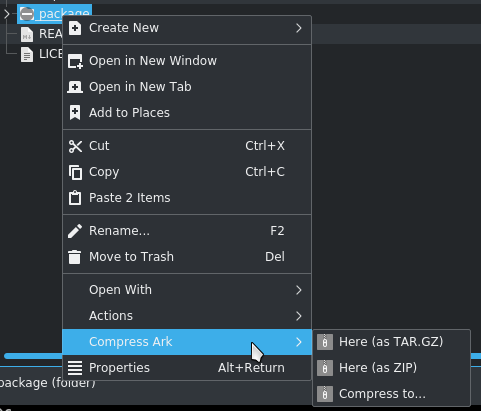 package
Create New
REA
LICE
Open in New Window
Open in New Tab
Add to Places
Cut Ctrl+X
Copy Ctrl+C
Paste 2 Items
Rename... F2
Move to Trash Del
Open With
Actions
Compress Ark
Here (as TAR.GZ)
Properties Alt+Return
Here (as ZIP)
package (folder)
Compress to...